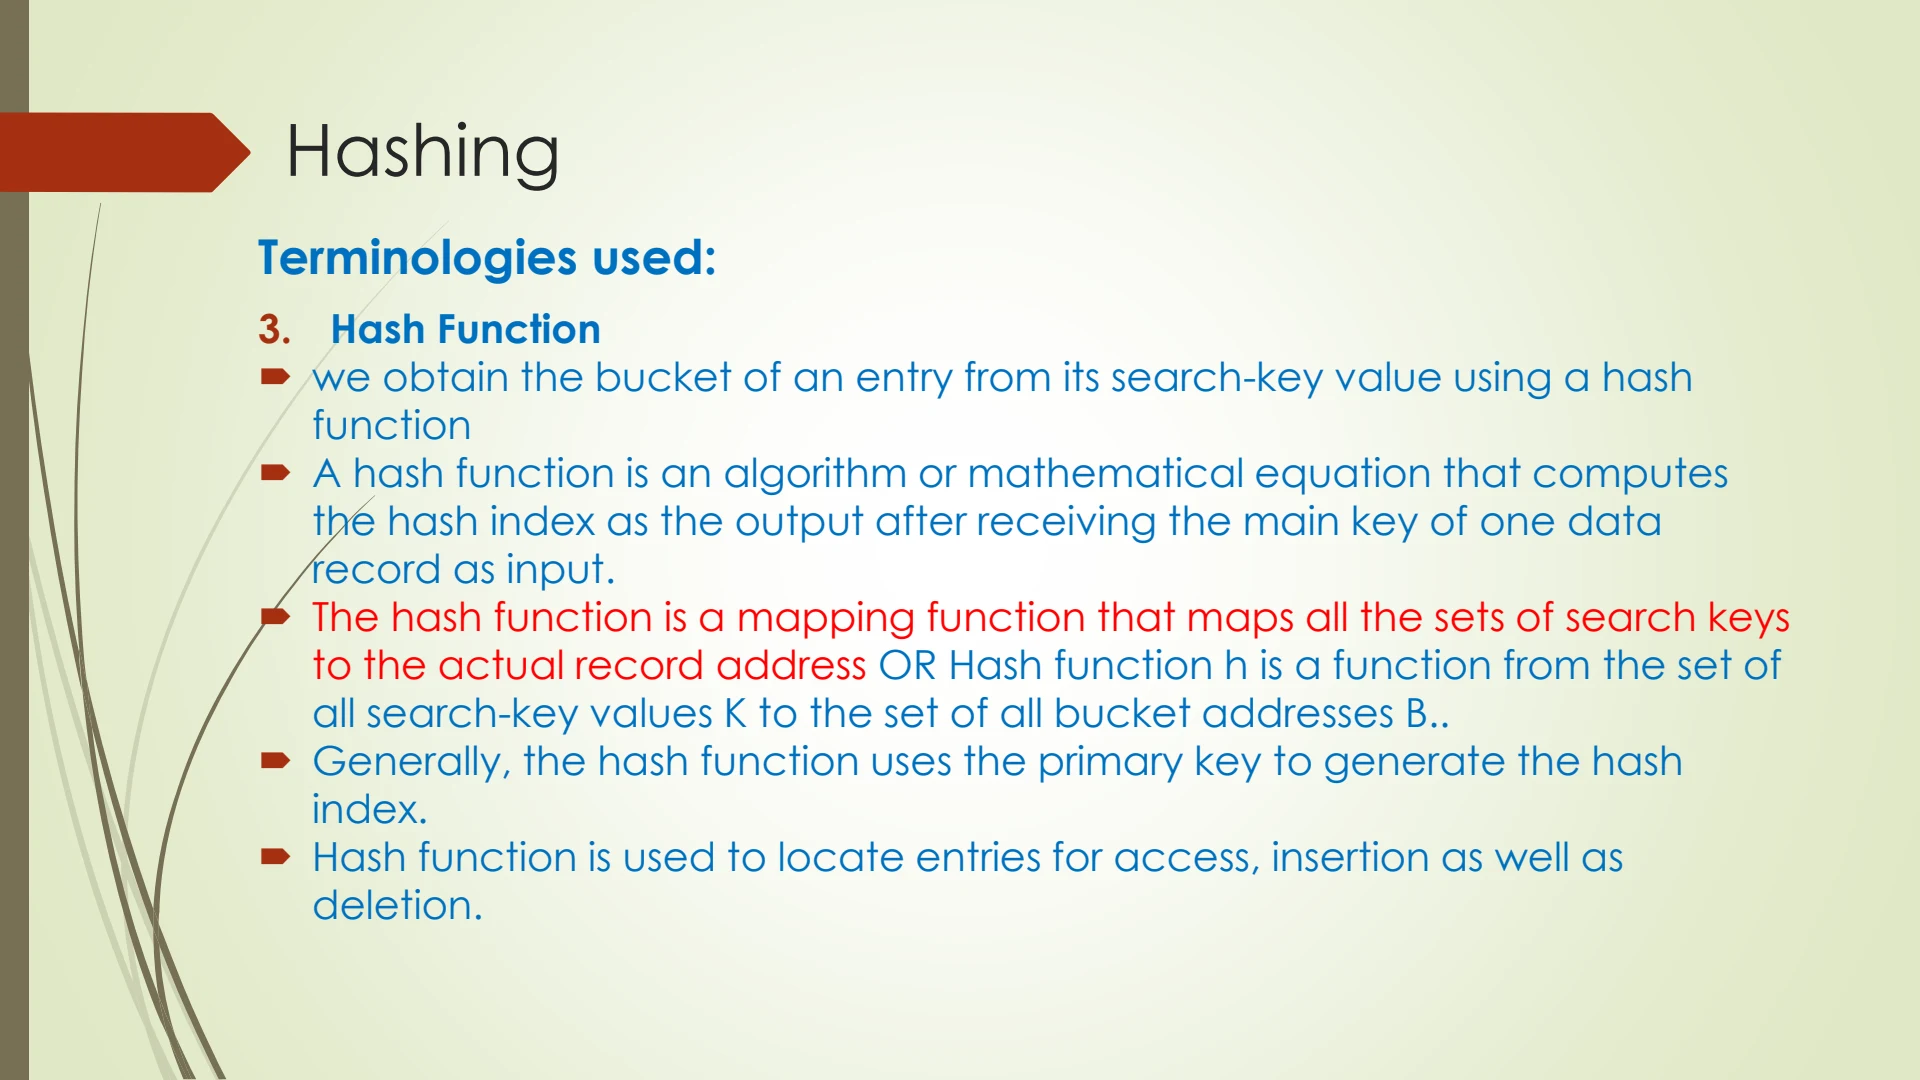 Hashing
Terminologies used:
3. Hash Function
we obtain the bucket of an entry from its search-key value using a hash
function
A hash function is an algorithm or mathematical equation that computes
the hash index as the output after receiving the main key of one data
record as input.
The hash function is a mapping function that maps all the sets of search keys
to the actual record address OR Hash function h is a function from the set of
all search-key values K to the set of all bucket addresses B..
Generally, the hash function uses the primary key to generate the hash
index.
Hash function is used to locate entries for access, insertion as well as
deletion.